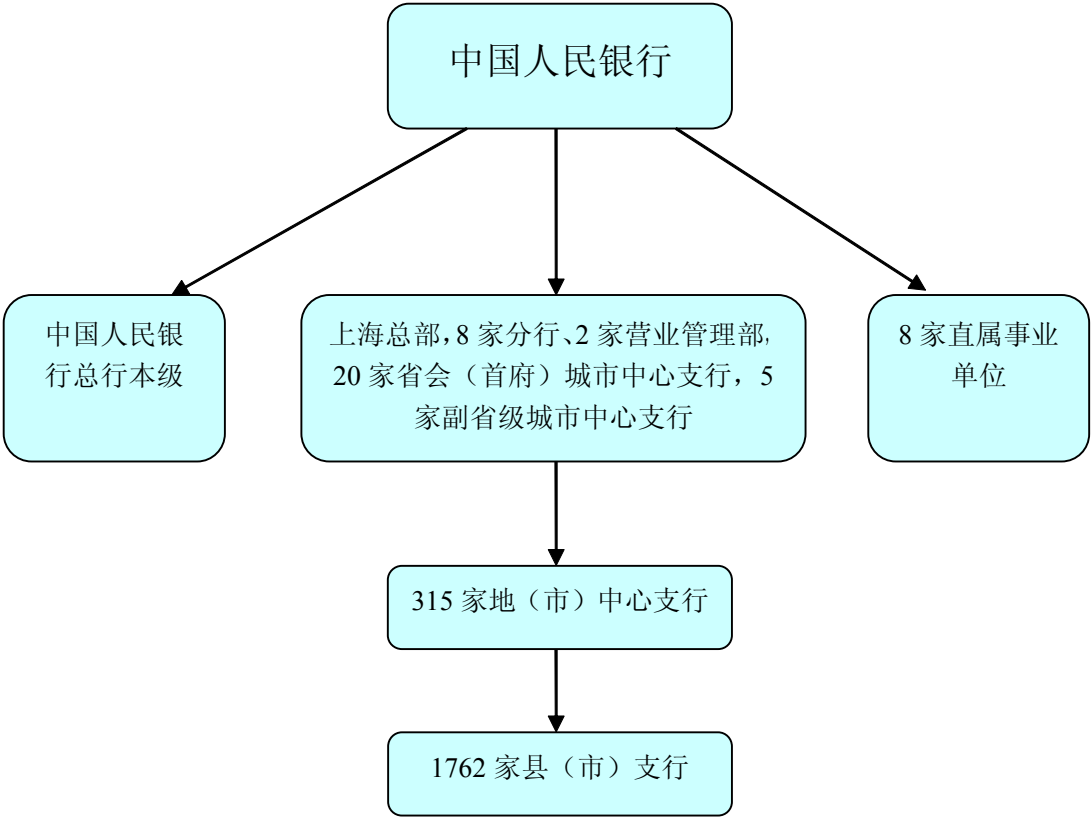 中国人民银行
中国人民银
行总行本级
上海总部，8 家分行、2 家营业管理部，
20 家省会（首府）城市中心支行，5
家副省级城市中心支行
8 家直属事业
单位
315 家地（市）中心支行
1762 家县（市）支行